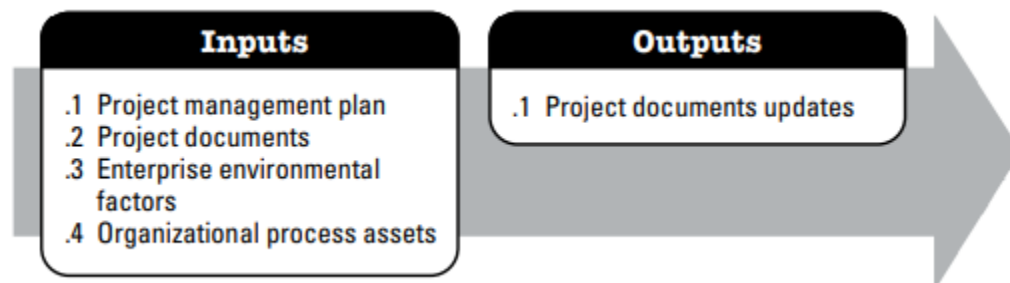 Inputs
.1 Project management plan
.2 Project documents
.3 Enterprise environmental
factors
.4 Organizational process assets
Outputs
.1 Project documents updates